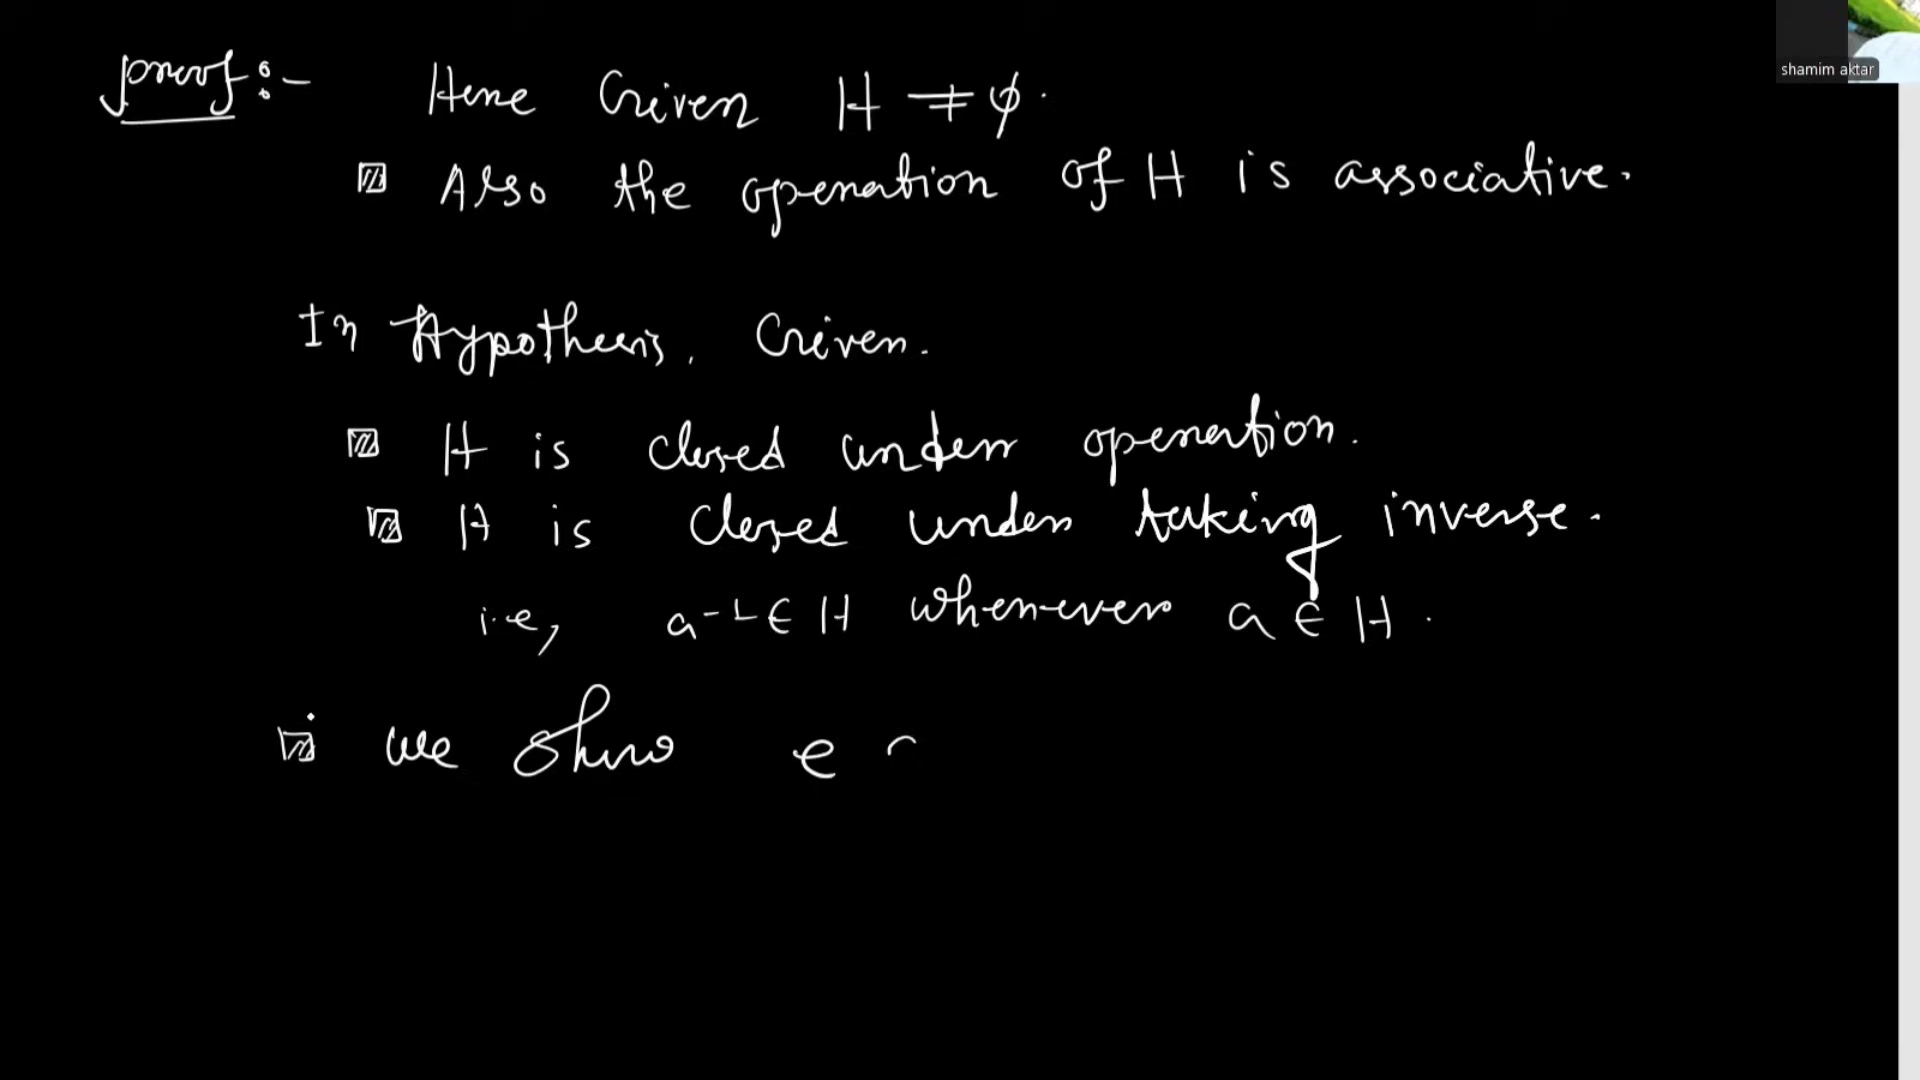 shamim aktar
proof:- Here Given H ≠ φ.
Also the operation of H is associative.
In Hypothesis, Given.
H is closed under operation.
H is closed under taking inverse.
i.e, a-1 ∈ H whenever a ∈ H.
we show e